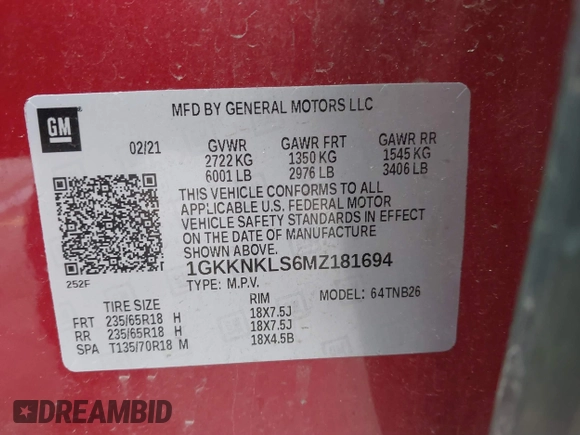 GM
MFD BY GENERAL MOTORS LLC
02/21 GVWR GAWR FRT GAWR RR
2722 KG 1350 KG 1545 KG
6001 LB 2976 LB 3406 LB
THIS VEHICLE CONFORMS TO ALL
APPLICABLE U.S. FEDERAL MOTOR
VEHICLE SAFETY STANDARDS IN EFFECT
ON THE DATE OF MANUFACTURE
SHOWN ABOVE.
252F
1GKKNKLS6MZ181694
TYPE: M.P.V. MODEL: 64TNB26
TIRE SIZE RIM
FRT 235/65R18 H 18X7.5J
RR 235/65R18 H 18X7.5J
SPA T135/70R18 M 18X4.5B
DREAMBID